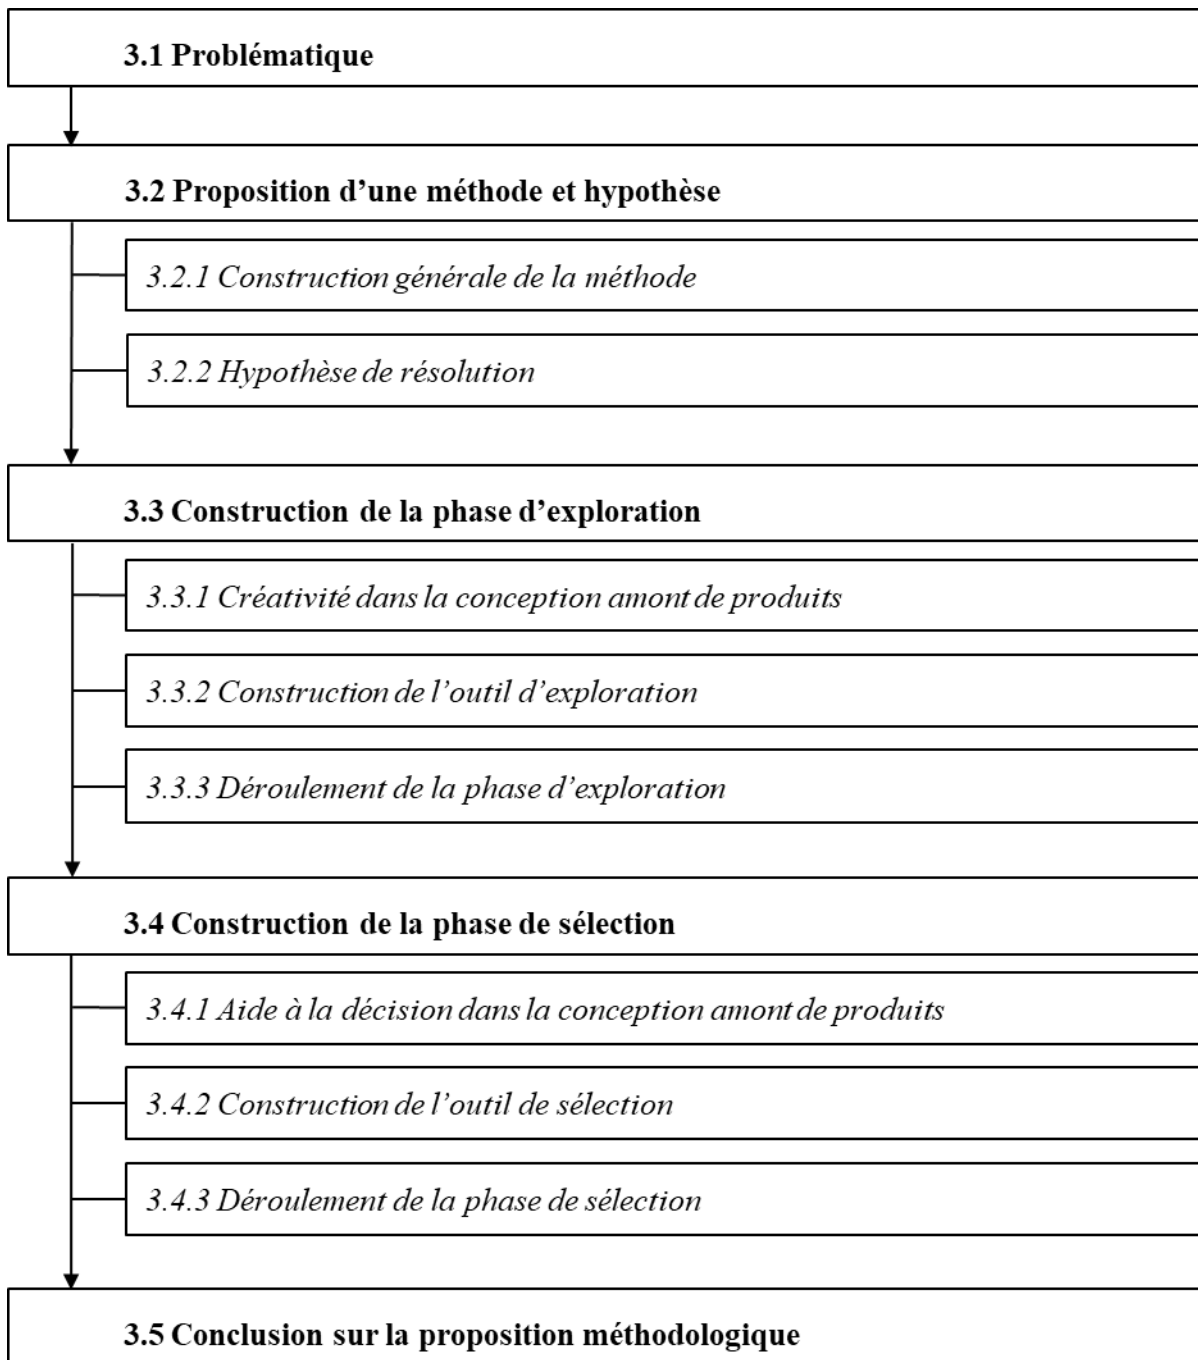 3.1 Problématique
3.2 Proposition d’une méthode et hypothèse
3.2.1 Construction générale de la méthode
3.2.2 Hypothèse de résolution
3.3 Construction de la phase d’exploration
3.3.1 Créativité dans la conception amont de produits
3.3.2 Construction de l’outil d’exploration
3.3.3 Déroulement de la phase d’exploration
3.4 Construction de la phase de sélection
3.4.1 Aide à la décision dans la conception amont de produits
3.4.2 Construction de l’outil de sélection
3.4.3 Déroulement de la phase de sélection
3.5 Conclusion sur la proposition méthodologique